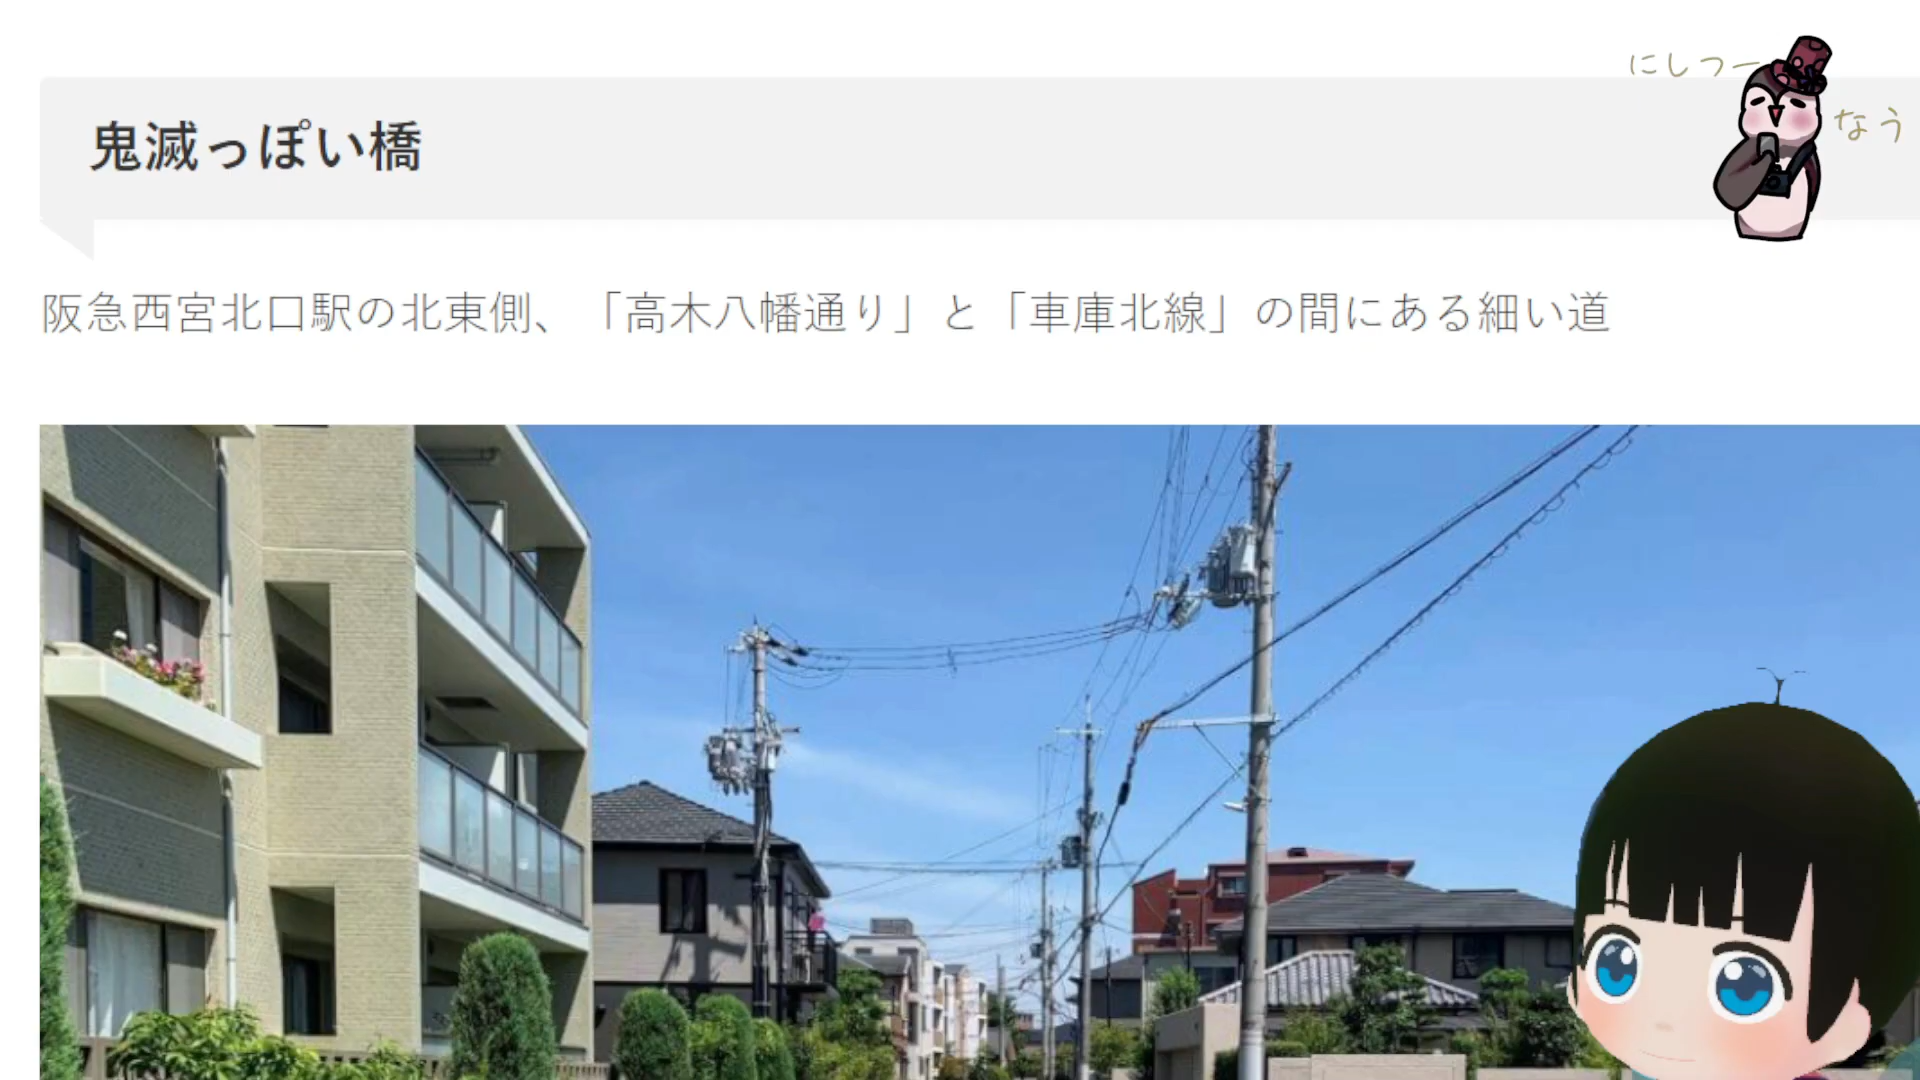 にしつー
なう
鬼滅っぽい橋
阪急西宮北口駅の北東側、「高木八幡通り」と「車庫北線」の間にある細い道